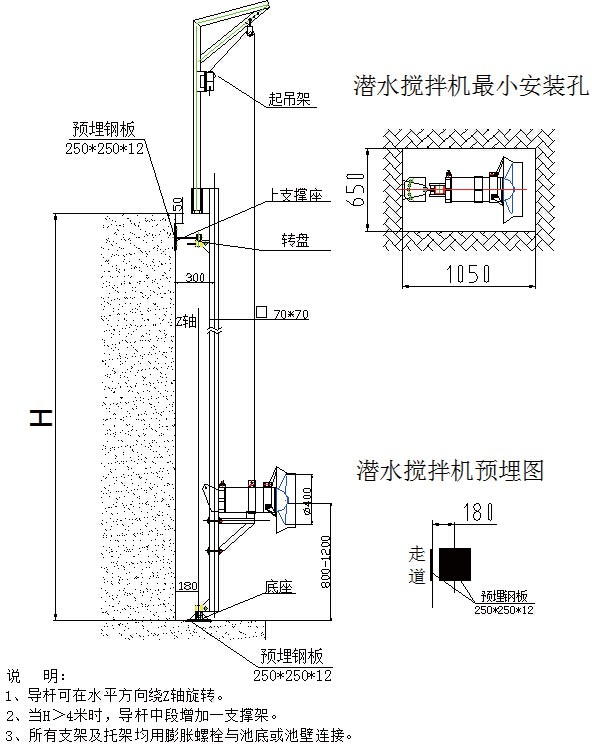 起吊架
潜水搅拌机最小安装孔
预埋钢板
250*250*12
650
1050
50
上支撑座
转盘
300
Z轴
70*70
H
潜水搅拌机预埋图
180
走道
预埋钢板
250*250*12
φ400
800-1200
180
底座
预埋钢板
250*250*12
说 明：
1、导杆可在水平方向绕Z轴旋转。
2、当H＞4米时，导杆中段增加一支撑架。
3、所有支架及托架均用膨胀螺栓与池底或池壁连接。